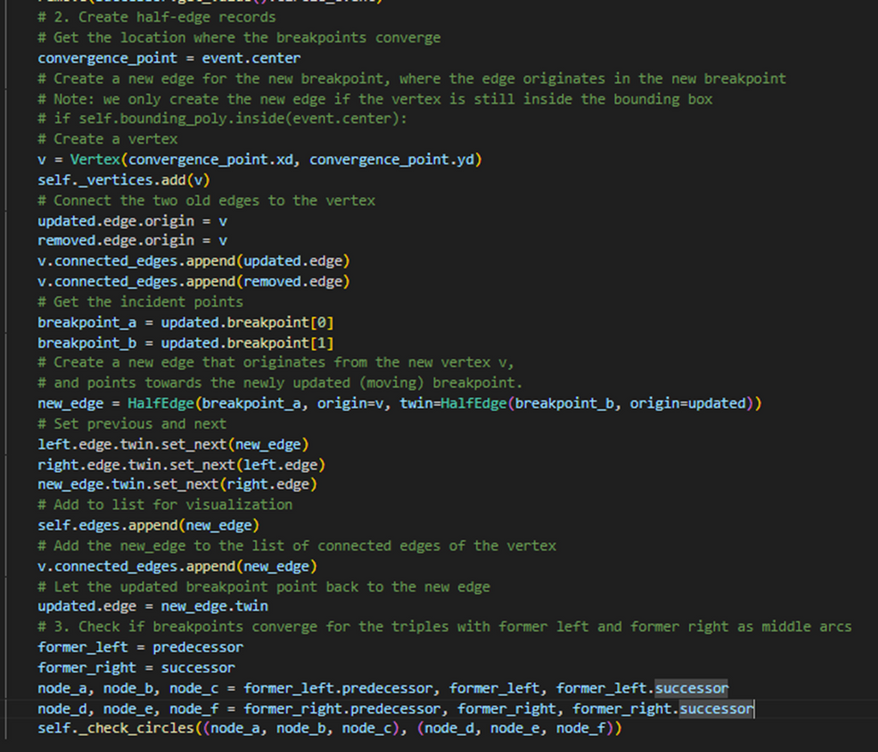 # 2. Create half-edge records
# Get the location where the breakpoints converge
convergence_point = event.center
# Create a new edge for the new breakpoint, where the edge originates in the new breakpoint
# Note: we only create the new edge if the vertex is still inside the bounding box
# if self.bounding_poly.inside(event.center):
# Create a vertex
v = Vertex(convergence_point.xd, convergence_point.yd)
self._vertices.add(v)
# Connect the two old edges to the vertex
updated.edge.origin = v
removed.edge.origin = v
v.connected_edges.append(updated.edge)
v.connected_edges.append(removed.edge)
# Get the incident points
breakpoint_a = updated.breakpoint[0]
breakpoint_b = updated.breakpoint[1]
# Create a new edge that originates from the new vertex v,
# and points towards the newly updated (moving) breakpoint.
new_edge = HalfEdge(breakpoint_a, origin=v, twin=HalfEdge(breakpoint_b, origin=updated))
# Set previous and next
left.edge.twin.set_next(new_edge)
right.edge.twin.set_next(left.edge)
new_edge.twin.set_next(right.edge)
# Add to list for visualization
self.edges.append(new_edge)
# Add the new_edge to the list of connected edges of the vertex
v.connected_edges.append(new_edge)
# Let the updated breakpoint point back to the new edge
updated.edge = new_edge.twin
# 3. Check if breakpoints converge for the triples with former left and former right as middle arcs
former_left = predecessor
former_right = successor
node_a, node_b, node_c = former_left.predecessor, former_left, former_left.successor
node_d, node_e, node_f = former_right.predecessor, former_right, former_right.successor
self._check_circles((node_a, node_b, node_c), (node_d, node_e, node_f))